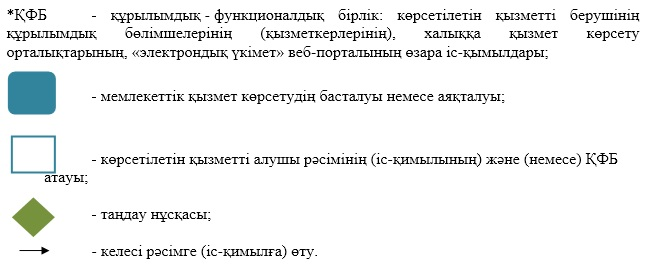 *ҚФБ - құрылымдық - функционалдық бірлік: көрсетілетін қызметті берушінің
құрылымдық бөлімшелерінің (қызметкерлерінің), халыққа қызмет көрсету
орталықтарының, «электрондық үкімет» веб-порталының өзара іс-қымылдары;
- мемлекеттік қызмет көрсетудің басталуы немесе аяқталуы;
- көрсетілетін қызметті алушы рәсімінің (іс-қимылының) және (немесе) ҚФБ
атауы;
- таңдау нұсқасы;
- келесі рәсімге (іс-қимылға) өту.